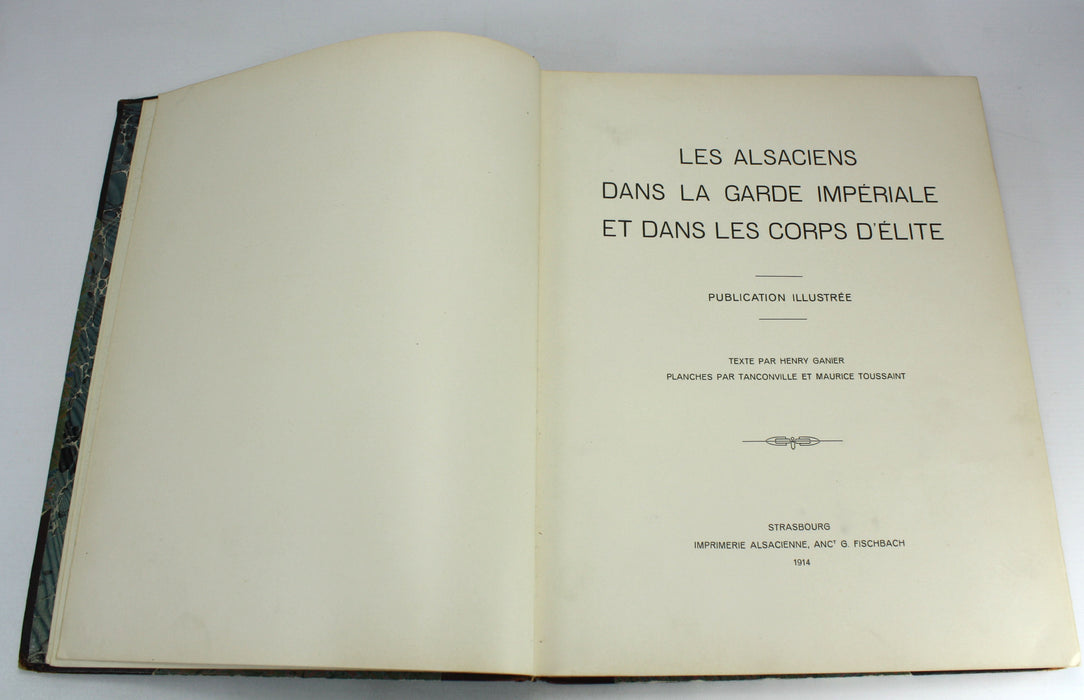 LES ALSACIENS
DANS LA GARDE IMPÉRIALE
ET DANS LES CORPS D'ÉLITE
PUBLICATION ILLUSTRÉE
TEXTE PAR HENRY GANIER
PLANCHES PAR TANCONVILLE ET MAURICE TOUSSAINT
STRASBOURG
IMPRIMERIE ALSACIENNE, ANCᵀ G. FISCHBACH
1914